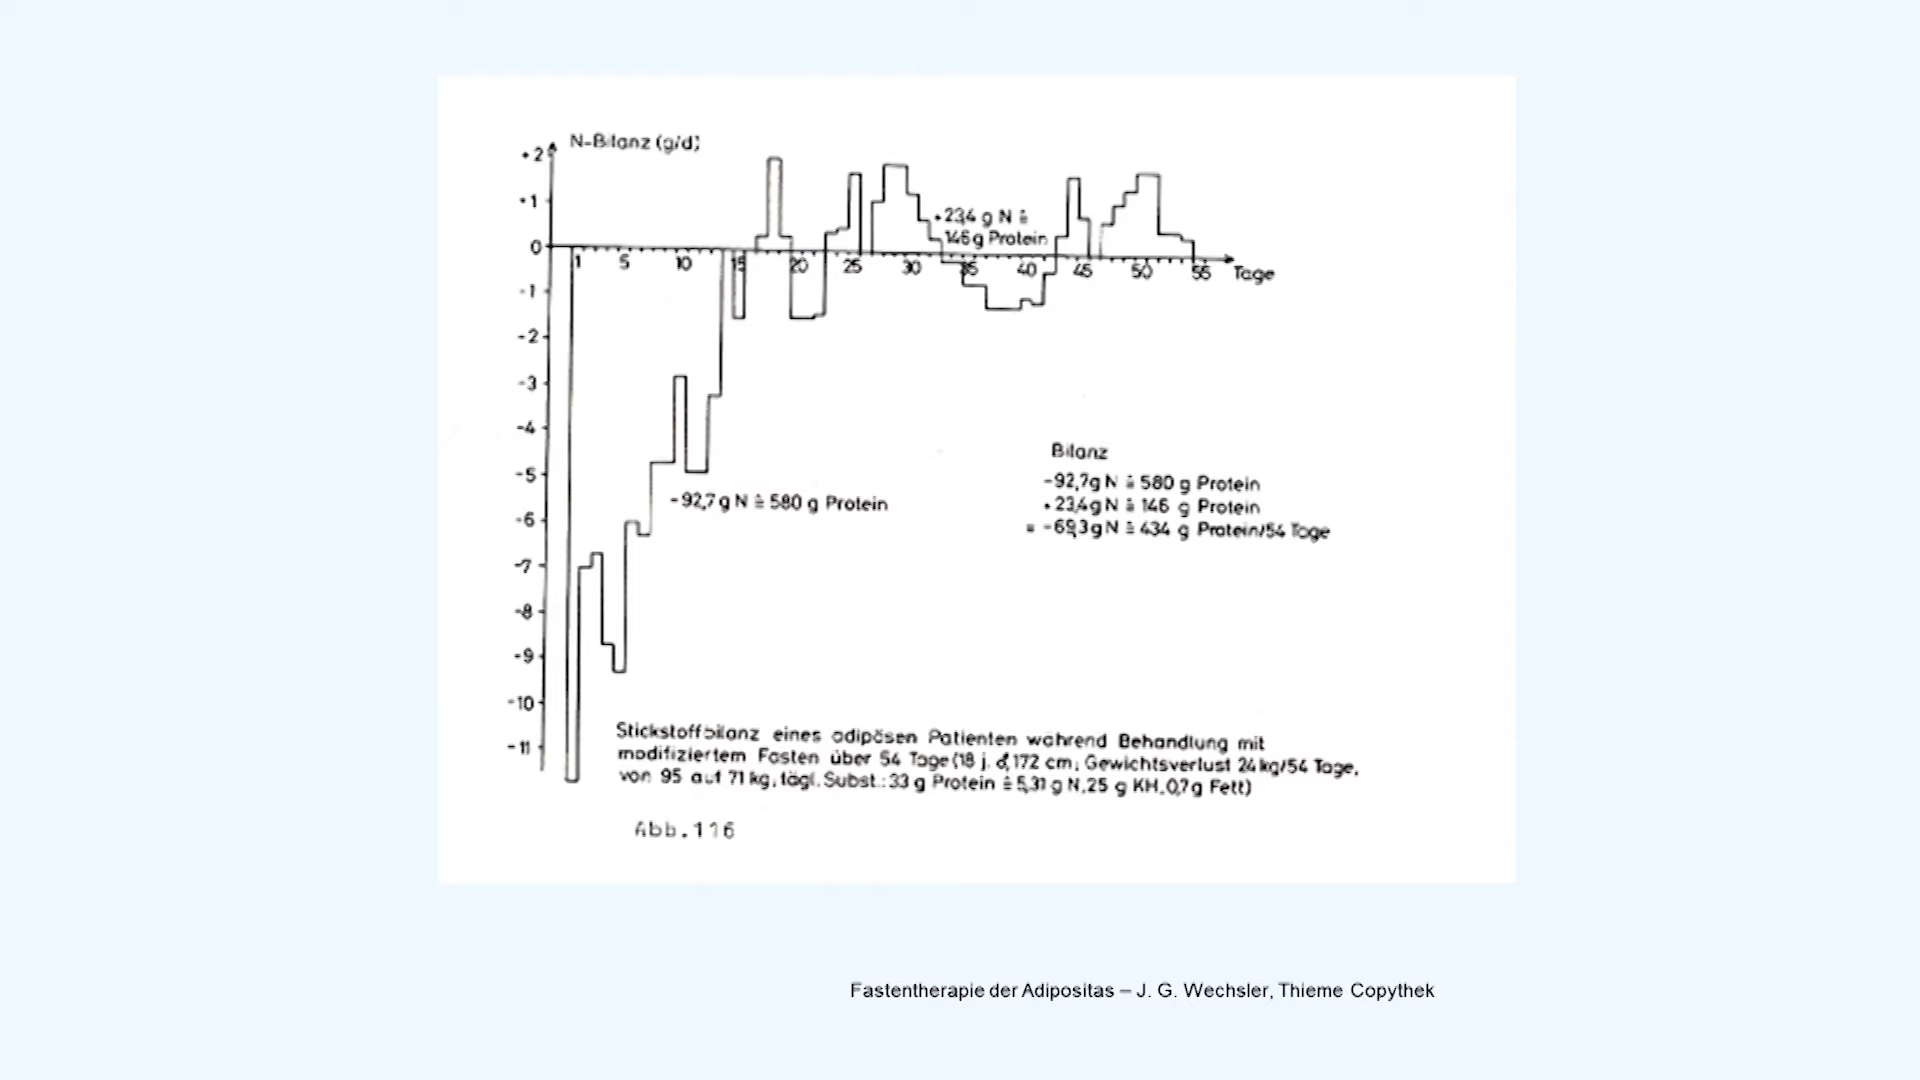 N-Bilanz (g/d)
+2
+1
0
1 5 10 15 20 25 30 35 40 45 50 55 Tage
-1
-2
-3
-4
-5
-6
-7
-8
-9
-10
-11
+23,4 g N ≙
146 g Protein
-92,7 g N ≙ 580 g Protein
Bilanz
-92,7g N ≙ 580 g Protein
+23,4g N ≙ 146 g Protein
= -69,3g N ≙ 434 g Protein/54 Tage
Stickstoffbilanz eines adipösen Patienten während Behandlung mit
modifiziertem Fasten über 54 Tage (18 j. ♂, 172 cm, Gewichtsverlust 24 kg/54 Tage,
von 95 auf 71 kg, tägl. Subst.: 33 g Protein ≙ 5,31 g N, 25 g KH, 0,7g Fett)
Abb.116
Fastentherapie der Adipositas – J. G. Wechsler, Thieme Copythek